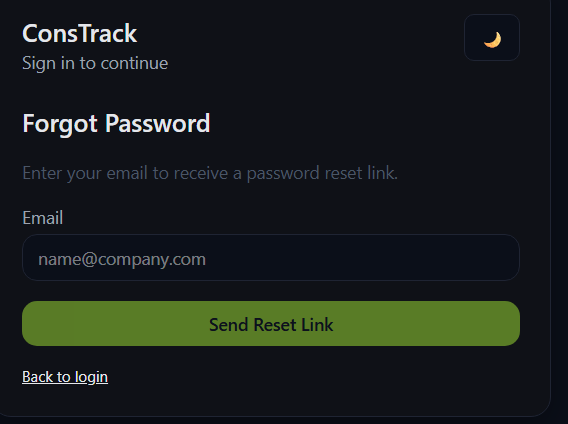 ConsTrack
Sign in to continue
Forgot Password
Enter your email to receive a password reset link.
Email
name@company.com
Send Reset Link
Back to login